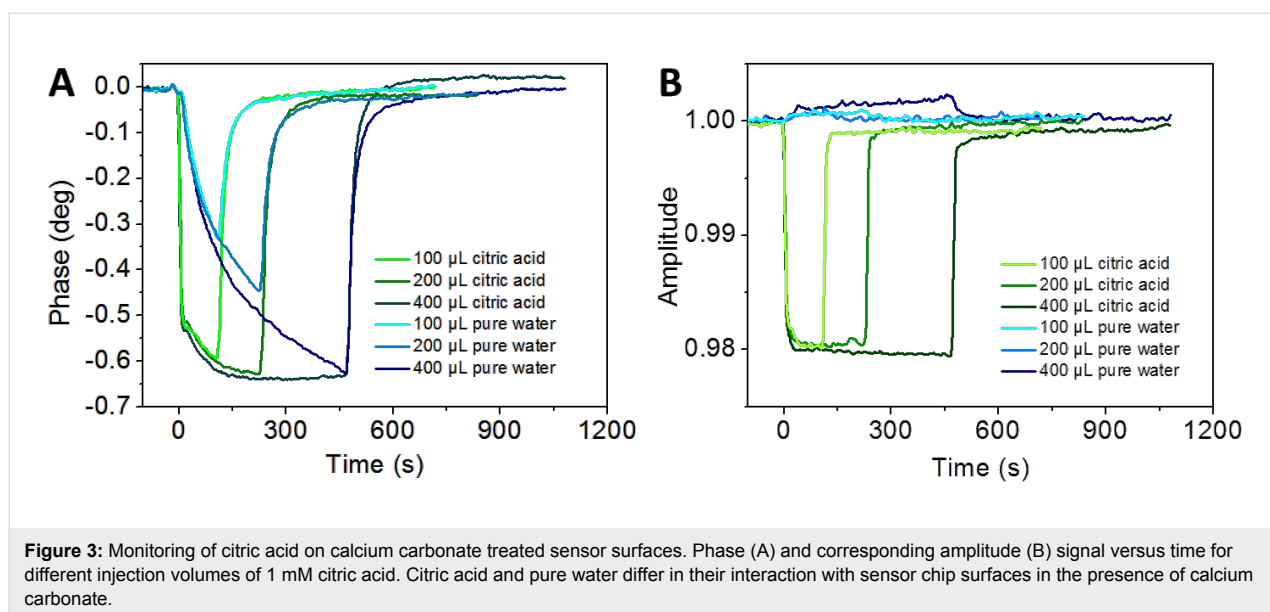 A
0.0
-0.1
-0.2
-0.3
-0.4
-0.5
-0.6
-0.7
Phase (deg)
100 µL citric acid
200 µL citric acid
400 µL citric acid
100 µL pure water
200 µL pure water
400 µL pure water
0 300 600 900 1200
Time (s)
B
1.00
0.99
0.98
Amplitude
100 µL citric acid
200 µL citric acid
400 µL citric acid
100 µL pure water
200 µL pure water
400 µL pure water
0 300 600 900 1200
Time (s)
Figure 3: Monitoring of citric acid on calcium carbonate treated sensor surfaces. Phase (A) and corresponding amplitude (B) signal versus time for
different injection volumes of 1 mM citric acid. Citric acid and pure water differ in their interaction with sensor chip surfaces in the presence of calcium
carbonate.